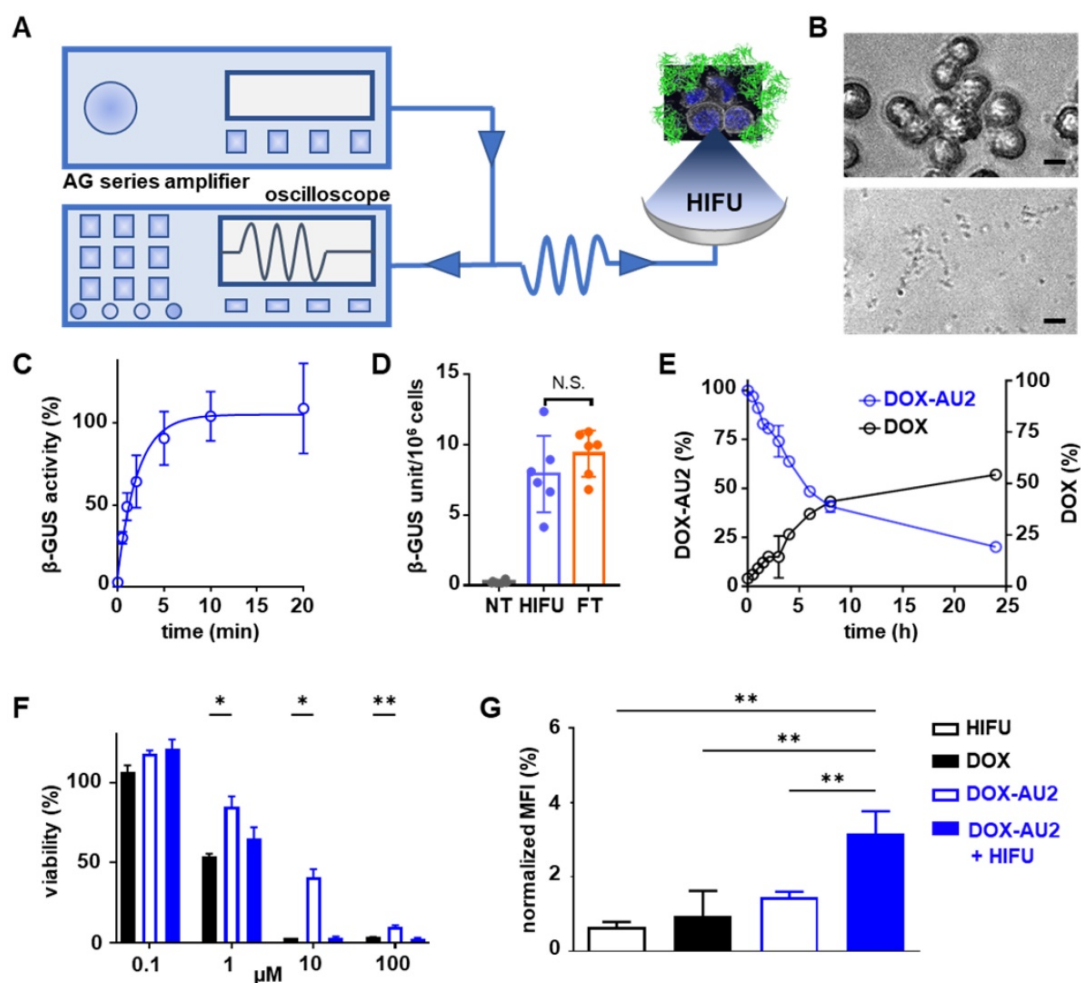 A
B
AG series amplifier
oscilloscope
HIFU
C
β-GUS activity (%)
100
50
0
0 5 10 15 20
time (min)
D
β-GUS unit/10⁶ cells
15
10
5
0
N.S.
NT HIFU FT
E
DOX-AU2 (%)
100
75
50
25
0
DOX-AU2
DOX
100
75
50
25
0
DOX (%)
0 5 10 15 20 25
time (h)
F
* * **
viability (%)
100
50
0
0.1 1 10 100
µM
G
**
**
**
normalized MFI (%)
6
4
2
0
HIFU
DOX
DOX-AU2
DOX-AU2
+ HIFU